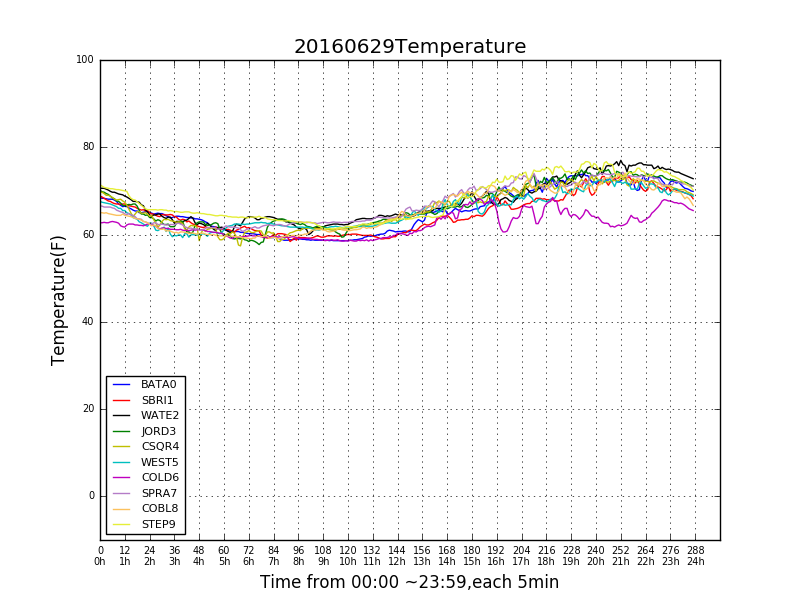 20160629Temperature
Temperature(F)
100
80
60
40
20
0
BATA0
SBRI1
WATE2
JORD3
CSQR4
WEST5
COLD6
SPRA7
COBL8
STEP9
0 12 24 36 48 60 72 84 96 108 120 132 144 156 168 180 192 204 216 228 240 252 264 276 288
0h 1h 2h 3h 4h 5h 6h 7h 8h 9h 10h 11h 12h 13h 14h 15h 16h 17h 18h 19h 20h 21h 22h 23h 24h
Time from 00:00 ~23:59,each 5min